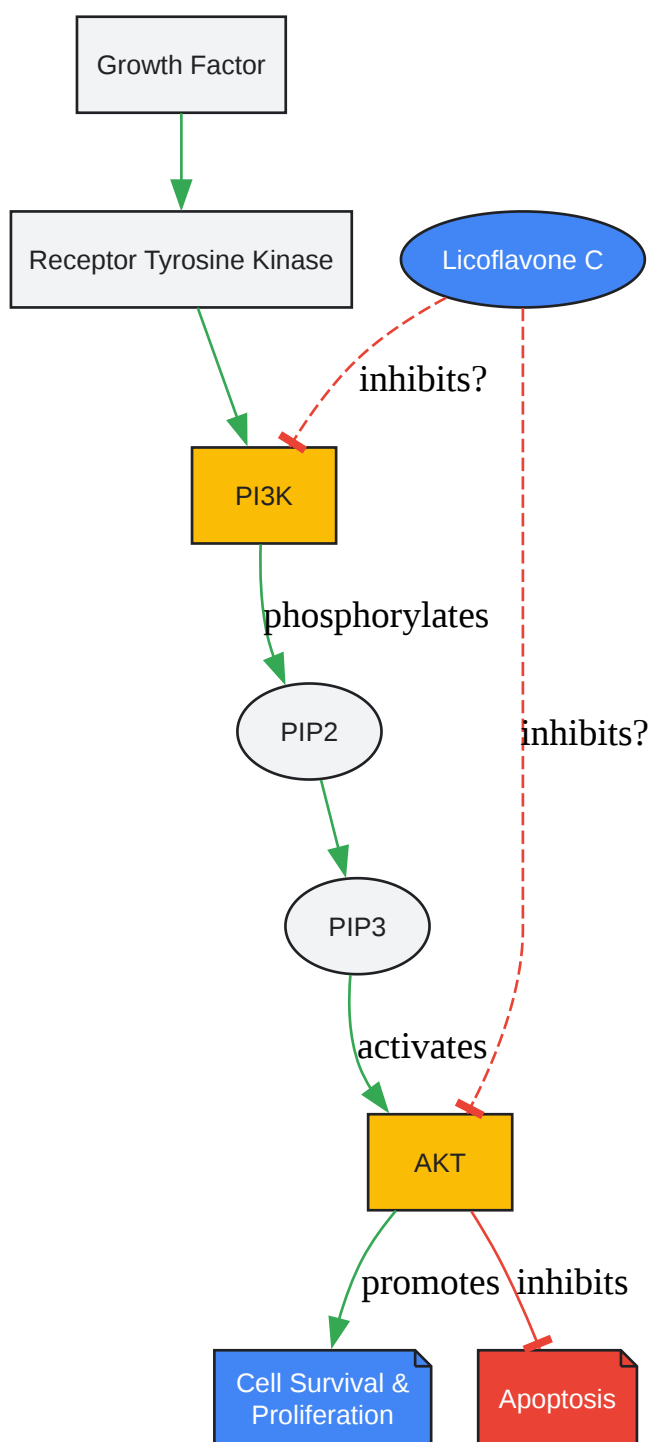 Growth Factor
Receptor Tyrosine Kinase
Licoflavone C
inhibits?
PI3K
phosphorylates
PIP2
inhibits?
PIP3
activates
AKT
promotes
inhibits
Cell Survival &
Proliferation
Apoptosis